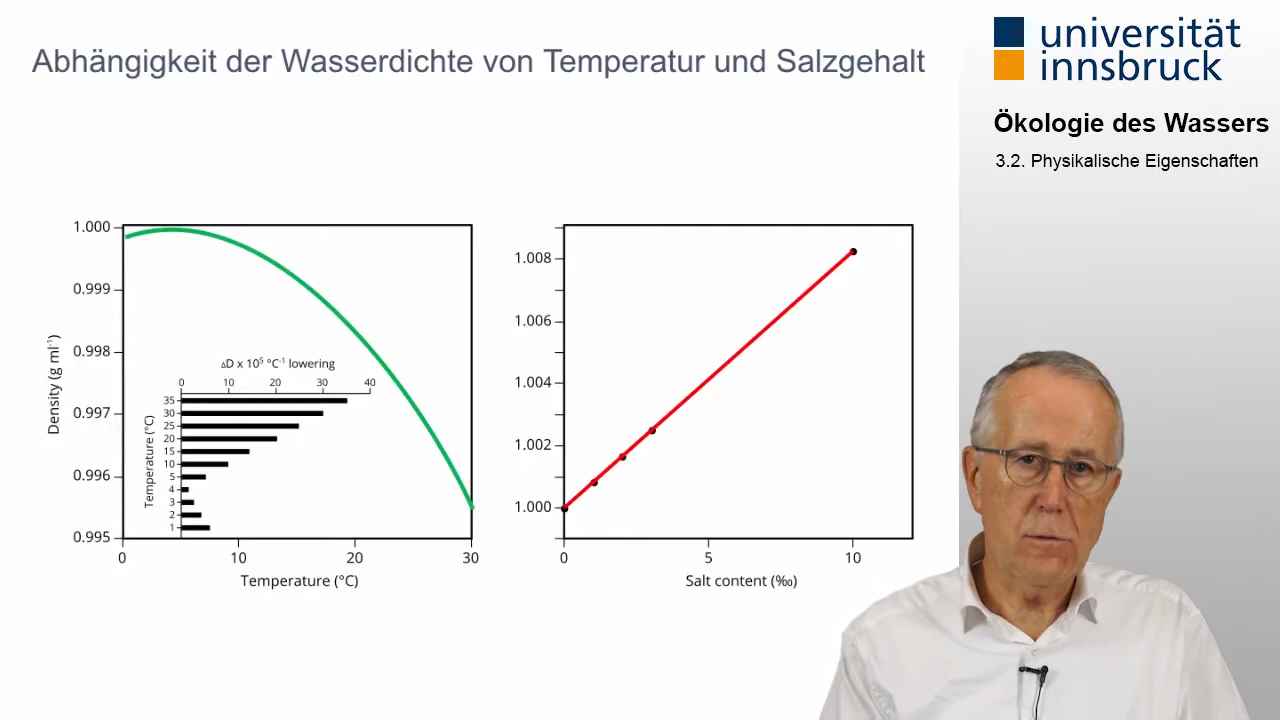 Abhängigkeit der Wasserdichte von Temperatur und Salzgehalt
universität
innsbruck
Ökologie des Wassers
3.2. Physikalische Eigenschaften
1.000
0.999
0.998
0.997
0.996
0.995
Density (g ml⁻¹)
0 10 20 30
Temperature (°C)
ΔD x 10⁵ °C⁻¹ lowering
0 10 20 30 40
35
30
25
20
15
10
5
4
3
2
1
Temperature (°C)
1.008
1.006
1.004
1.002
1.000
0 5 10
Salt content (‰)